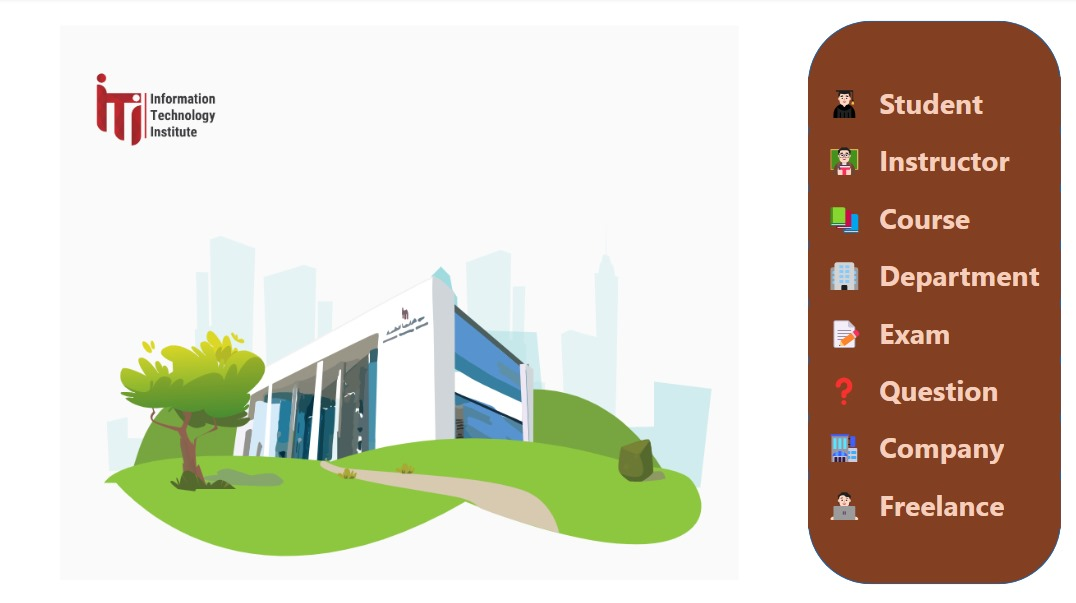 Information
Technology
Institute
Student
Instructor
Course
Department
Exam
Question
Company
Freelance